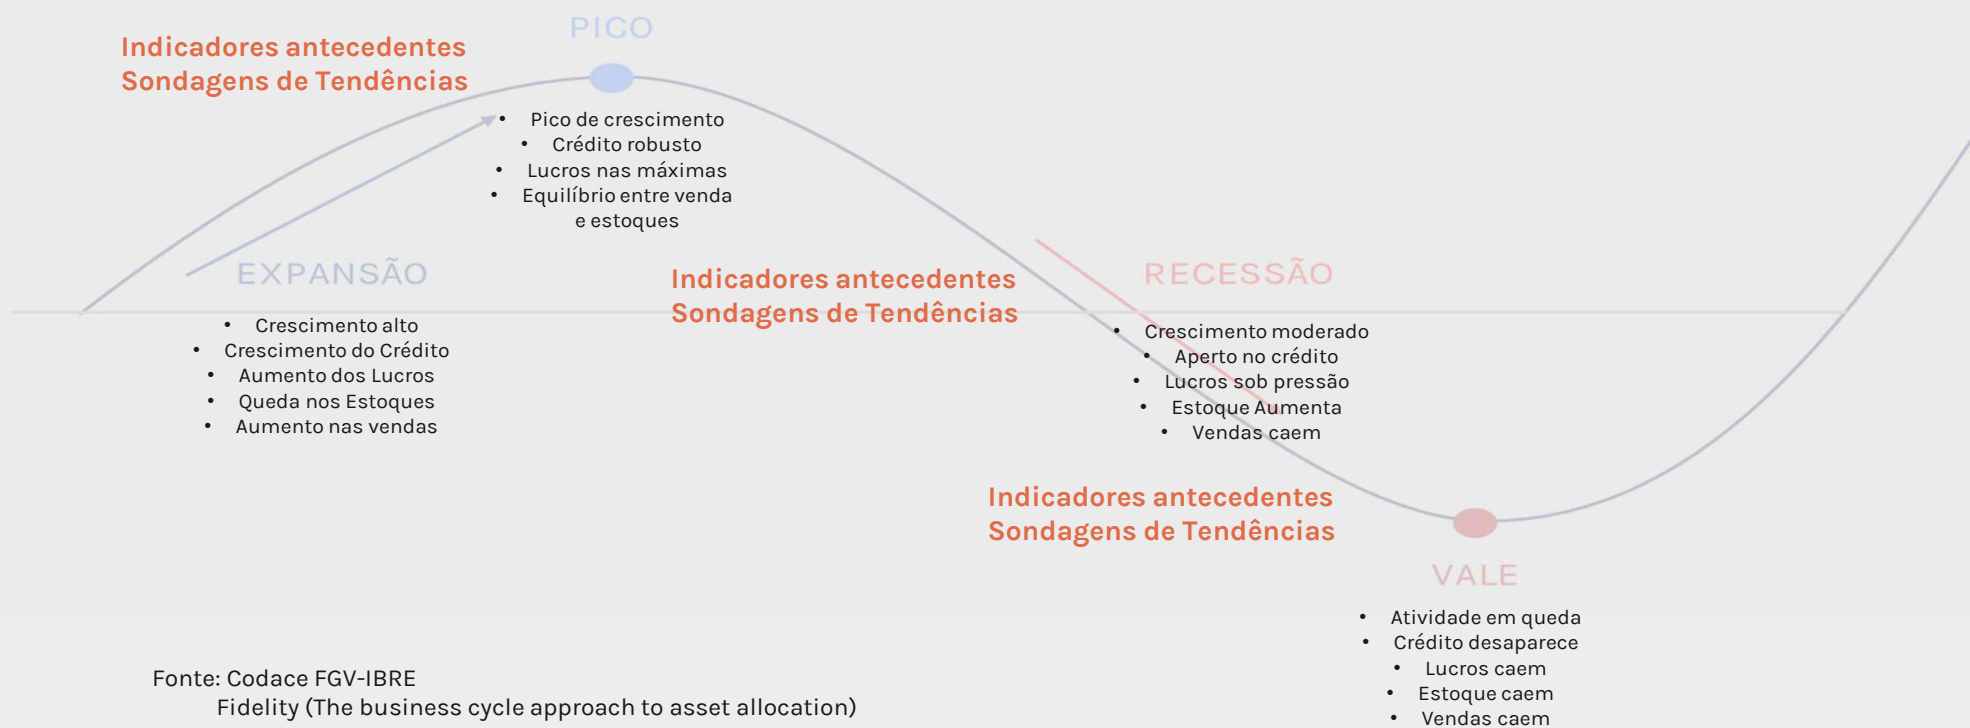 PICO
Indicadores antecedentes
Sondagens de Tendências
• Pico de crescimento
• Crédito robusto
• Lucros nas máximas
• Equilíbrio entre venda
e estoques
EXPANSÃO
• Crescimento alto
• Crescimento do Crédito
• Aumento dos Lucros
• Queda nos Estoques
• Aumento nas vendas
Indicadores antecedentes
Sondagens de Tendências
RECESSÃO
• Crescimento moderado
• Aperto no crédito
• Lucros sob pressão
• Estoque Aumenta
• Vendas caem
Indicadores antecedentes
Sondagens de Tendências
VALE
• Atividade em queda
• Crédito desaparece
• Lucros caem
• Estoque caem
• Vendas caem
Fonte: Codace FGV-IBRE
Fidelity (The business cycle approach to asset allocation)